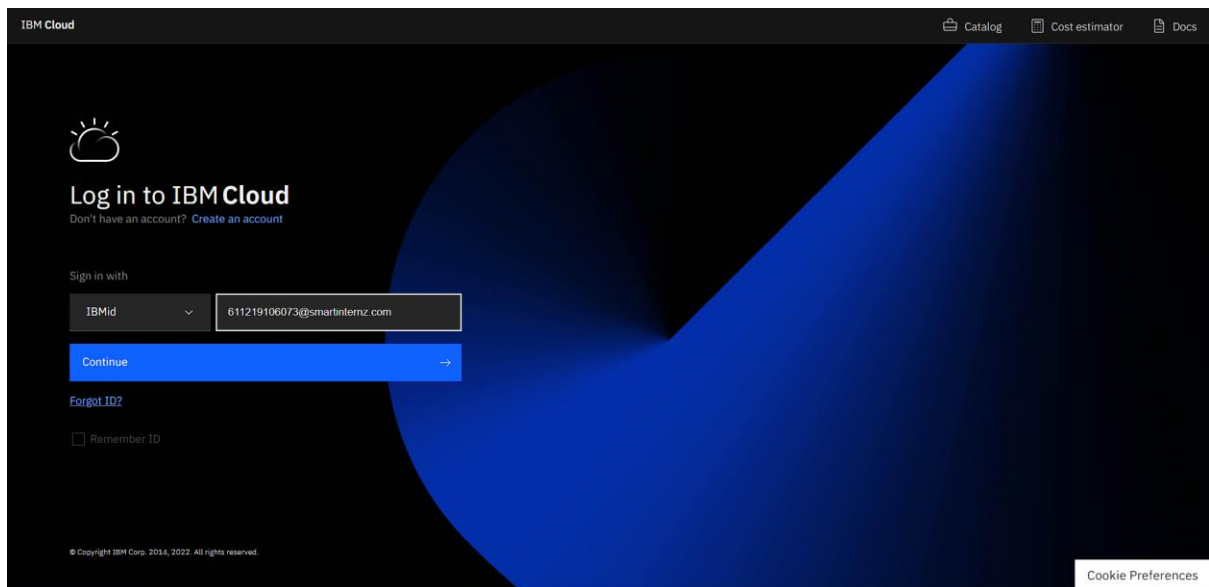 IBM Cloud
Catalog
Cost estimator
Docs
Log in to IBM Cloud
Don't have an account? Create an account
Sign in with
IBMid
611219106073@smartinternz.com
Continue
Forgot ID?
Remember ID
© Copyright IBM Corp. 2014, 2022. All rights reserved.
Cookie Preferences